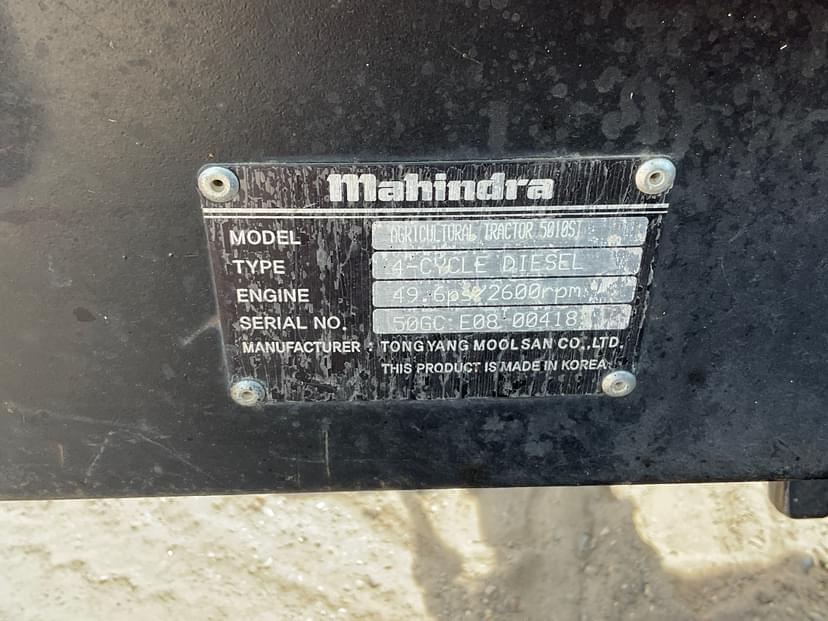 Mahindra
MODEL AGRICULTURAL TRACTOR 5010SI
TYPE 4-CYCLE DIESEL
ENGINE 49.6ps/2600rpm
SERIAL NO. 50GC E08 00418
MANUFACTURER : TONG YANG MOOLSAN CO.,LTD.
THIS PRODUCT IS MADE IN KOREA